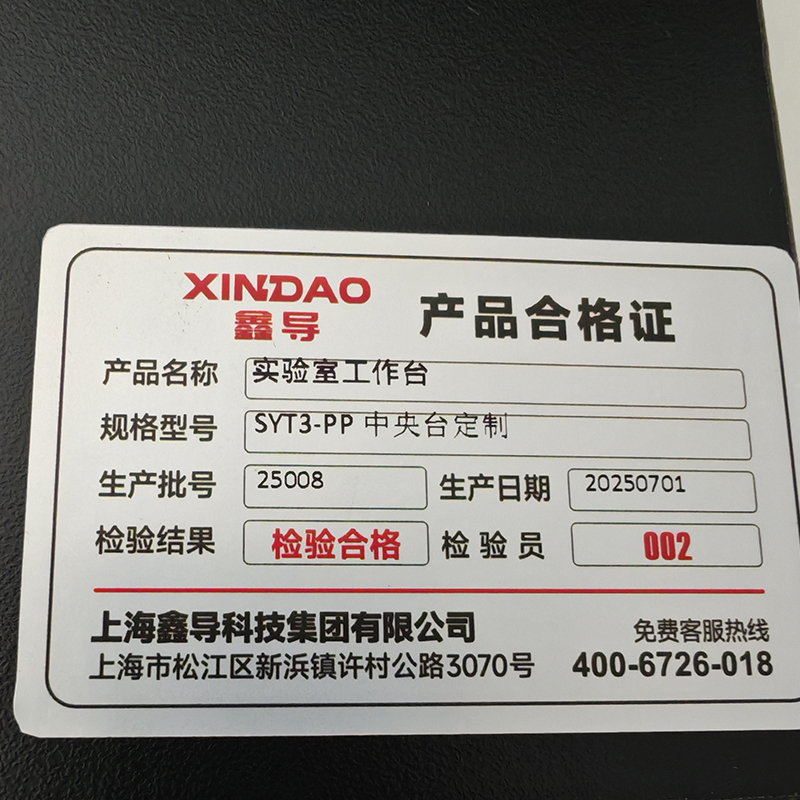 XINDAO
鑫导
产品合格证
产品名称 实验室工作台
规格型号 SYT3-PP 中央台定制
生产批号 25008 生产日期 20250701
检验结果 检验合格 检验员 002
上海鑫导科技集团有限公司 免费客服热线
上海市松江区新浜镇许村公路3070号 400-6726-018